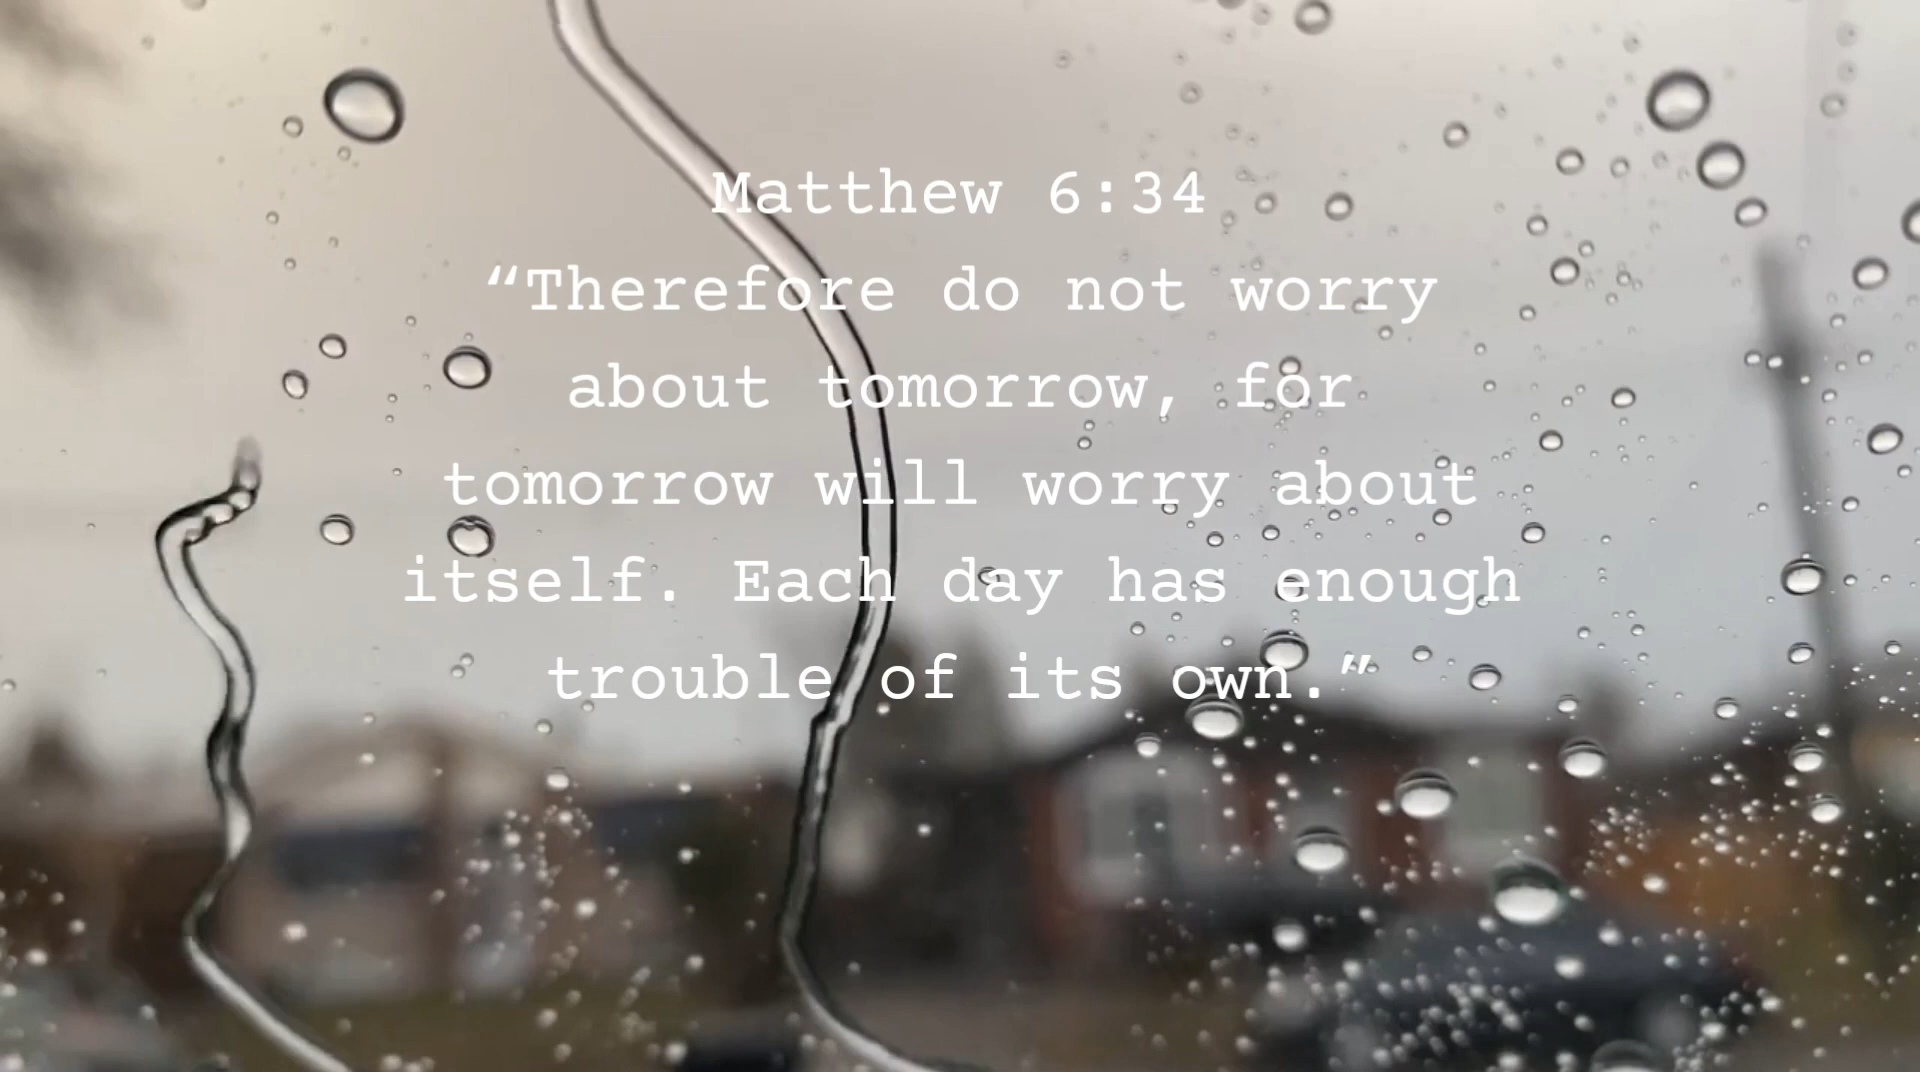 Matthew 6:34
“Therefore do not worry
about tomorrow, for
tomorrow will worry about
itself. Each day has enough
trouble of its own.”